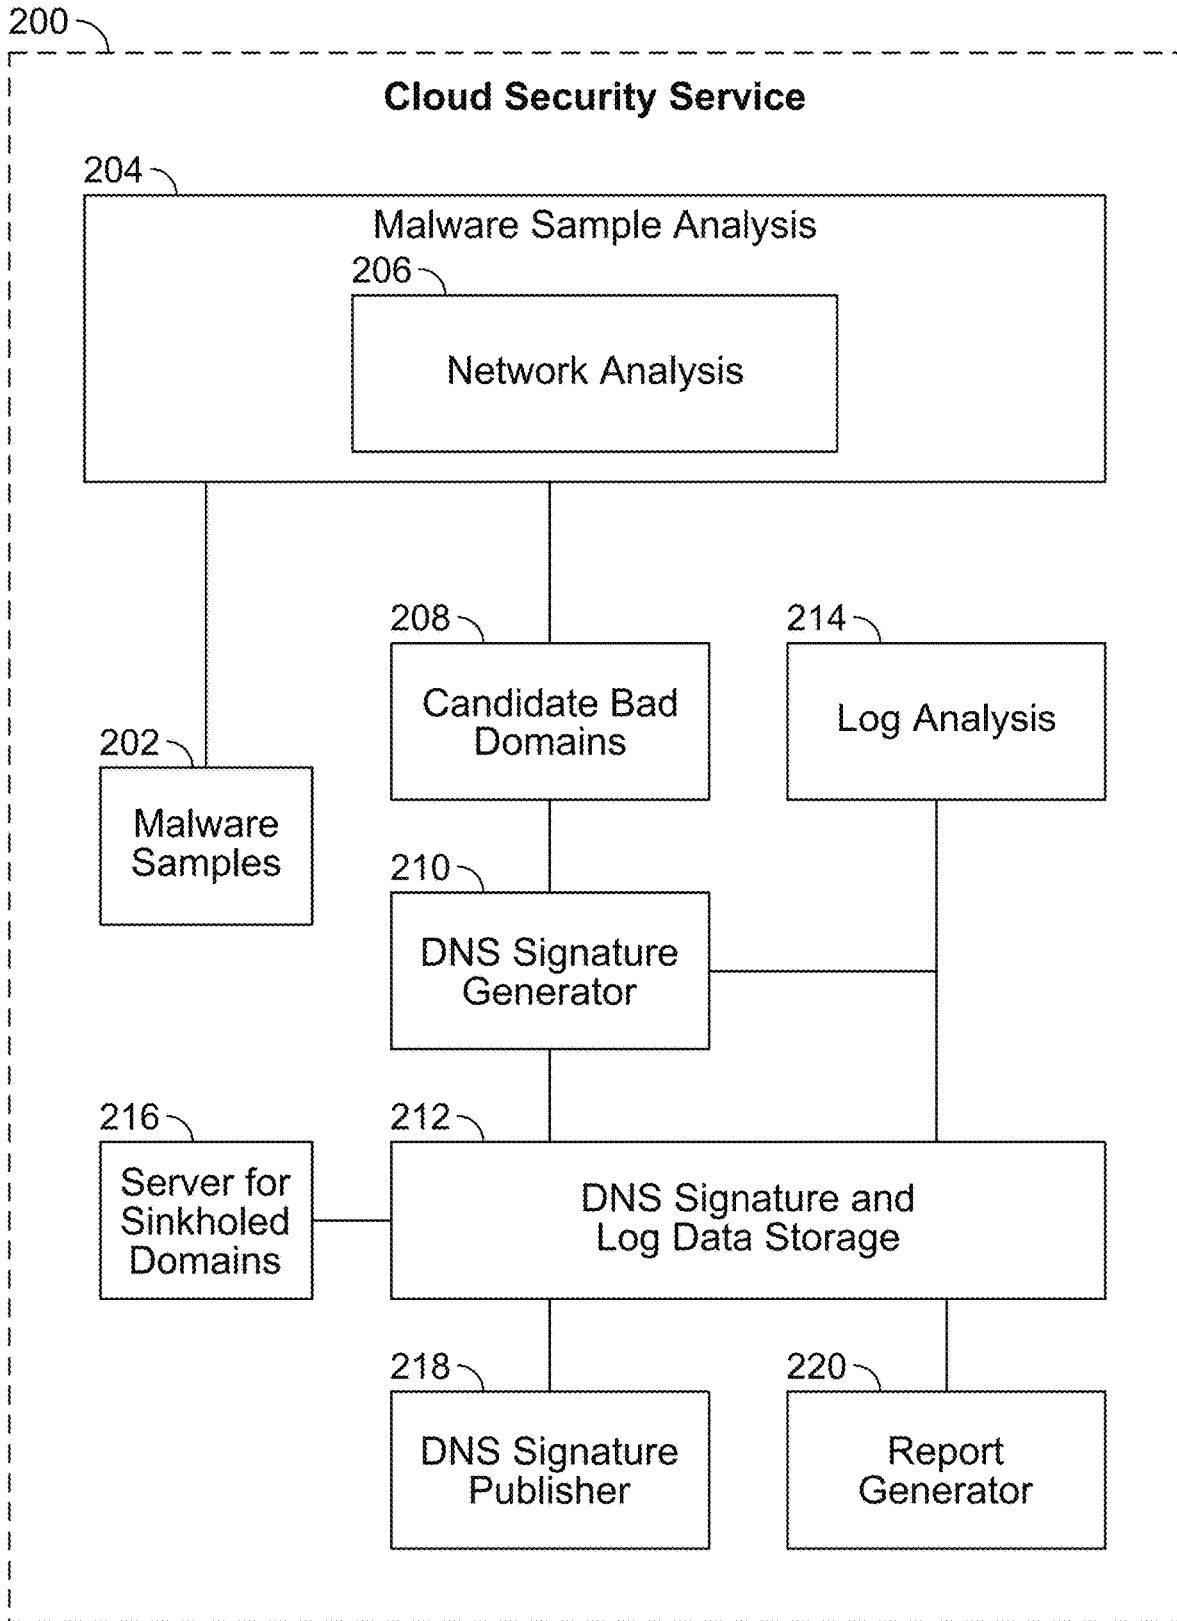 200
Cloud Security Service
204
Malware Sample Analysis
206
Network Analysis
208
Candidate Bad
Domains
214
Log Analysis
202
Malware
Samples
210
DNS Signature
Generator
216
Server for
Sinkholed
Domains
212
DNS Signature and
Log Data Storage
218
DNS Signature
Publisher
220
Report
Generator